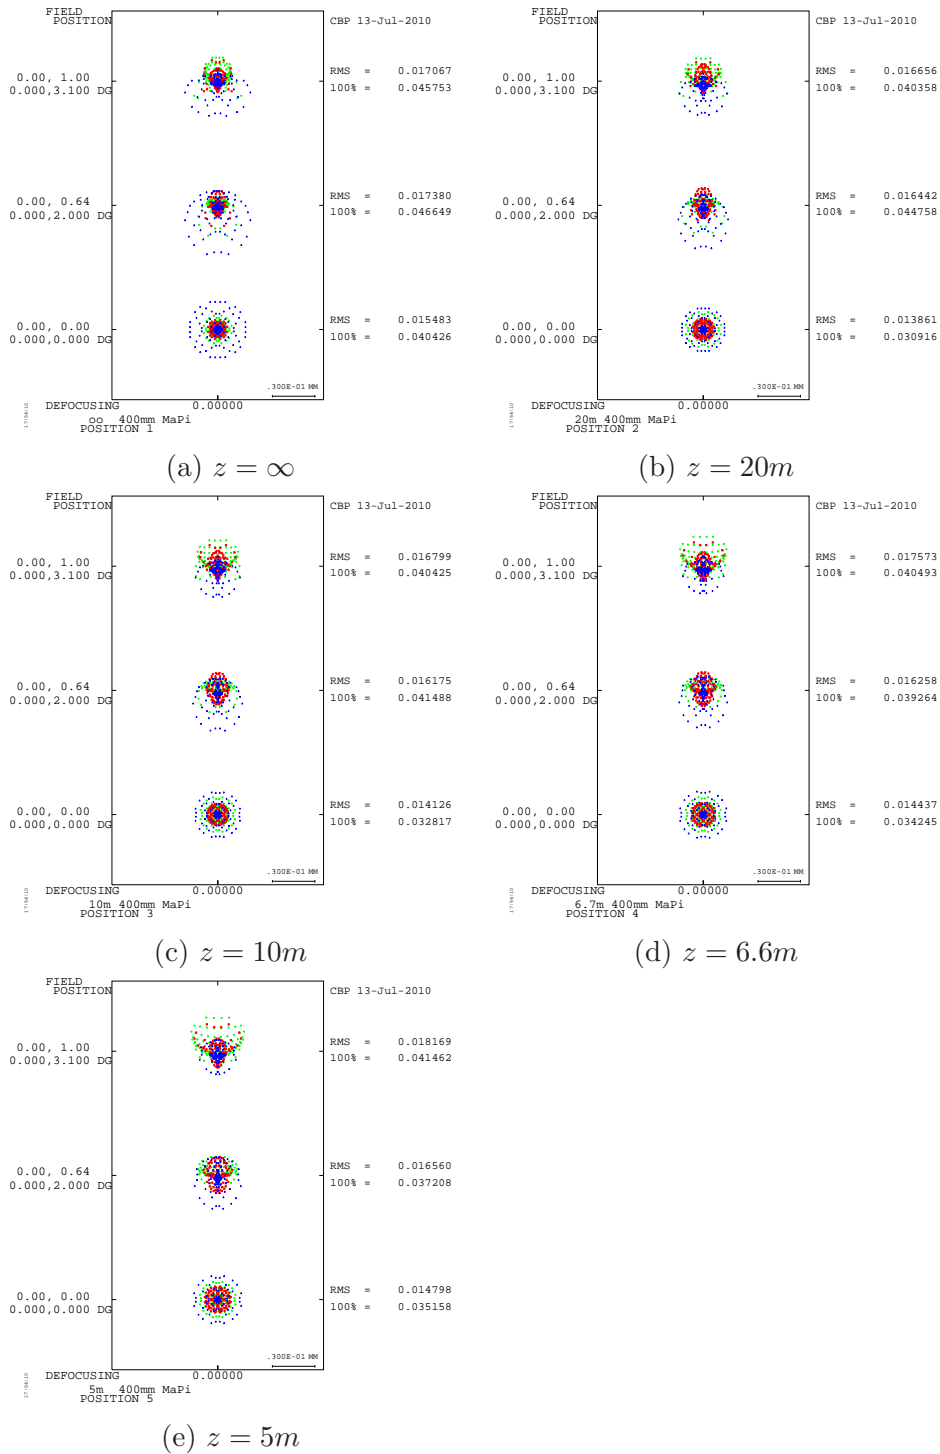 FIELD
POSITION
CBP 13-Jul-2010
0.00, 1.00
0.000,3.100 DG
RMS = 0.017067
100% = 0.045753
0.00, 0.64
0.000,2.000 DG
RMS = 0.017380
100% = 0.046649
0.00, 0.00
0.000,0.000 DG
RMS = 0.015483
100% = 0.040426
.300E-01 MM
DEFOCUSING 0.00000
oo 400mm MaPi
POSITION 1
17:54:10
(a) z = ∞
FIELD
POSITION
CBP 13-Jul-2010
0.00, 1.00
0.000,3.100 DG
RMS = 0.016656
100% = 0.040358
0.00, 0.64
0.000,2.000 DG
RMS = 0.016442
100% = 0.044758
0.00, 0.00
0.000,0.000 DG
RMS = 0.013861
100% = 0.030916
.300E-01 MM
DEFOCUSING 0.00000
20m 400mm MaPi
POSITION 2
17:54:10
(b) z = 20m
FIELD
POSITION
CBP 13-Jul-2010
0.00, 1.00
0.000,3.100 DG
RMS = 0.016799
100% = 0.040425
0.00, 0.64
0.000,2.000 DG
RMS = 0.016175
100% = 0.041488
0.00, 0.00
0.000,0.000 DG
RMS = 0.014126
100% = 0.032817
.300E-01 MM
DEFOCUSING 0.00000
10m 400mm MaPi
POSITION 3
17:54:10
(c) z = 10m
FIELD
POSITION
CBP 13-Jul-2010
0.00, 1.00
0.000,3.100 DG
RMS = 0.017573
100% = 0.040493
0.00, 0.64
0.000,2.000 DG
RMS = 0.016258
100% = 0.039264
0.00, 0.00
0.000,0.000 DG
RMS = 0.014437
100% = 0.034245
.300E-01 MM
DEFOCUSING 0.00000
6.7m 400mm MaPi
POSITION 4
17:54:10
(d) z = 6.6m
FIELD
POSITION
CBP 13-Jul-2010
0.00, 1.00
0.000,3.100 DG
RMS = 0.018169
100% = 0.041462
0.00, 0.64
0.000,2.000 DG
RMS = 0.016560
100% = 0.037208
0.00, 0.00
0.000,0.000 DG
RMS = 0.014798
100% = 0.035158
.300E-01 MM
DEFOCUSING 0.00000
5m 400mm MaPi
POSITION 5
17:54:10
(e) z = 5m